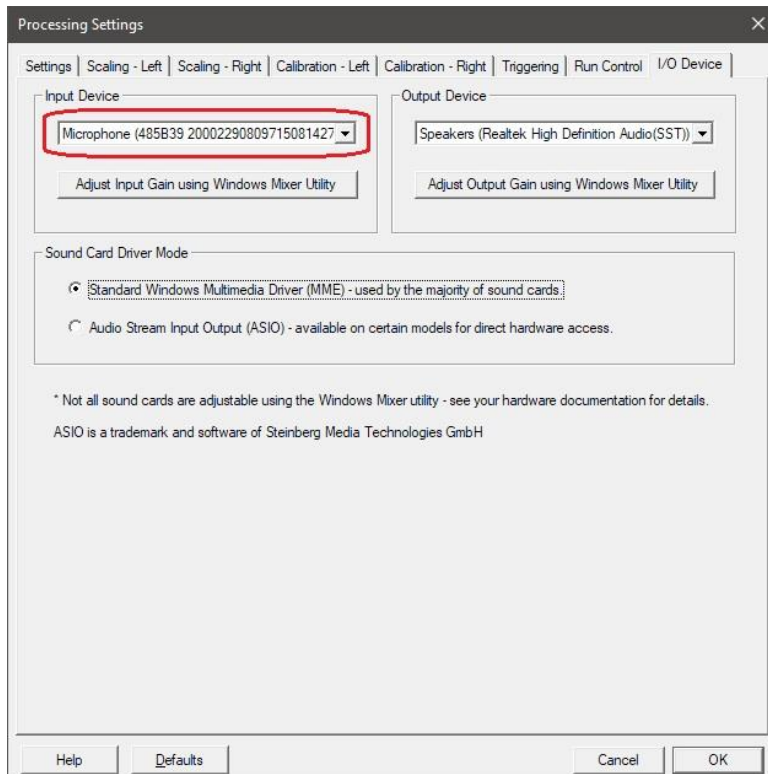 Processing Settings
Settings Scaling - Left Scaling - Right Calibration - Left Calibration - Right Triggering Run Control I/O Device
Input Device
Microphone (485B39 20002290809715081427
Adjust Input Gain using Windows Mixer Utility
Output Device
Speakers (Realtek High Definition Audio(SST))
Adjust Output Gain using Windows Mixer Utility
Sound Card Driver Mode
Standard Windows Multimedia Driver (MME) - used by the majority of sound cards.
Audio Stream Input Output (ASIO) - available on certain models for direct hardware access.
* Not all sound cards are adjustable using the Windows Mixer utility - see your hardware documentation for details.
ASIO is a trademark and software of Steinberg Media Technologies GmbH
Help Defaults Cancel OK